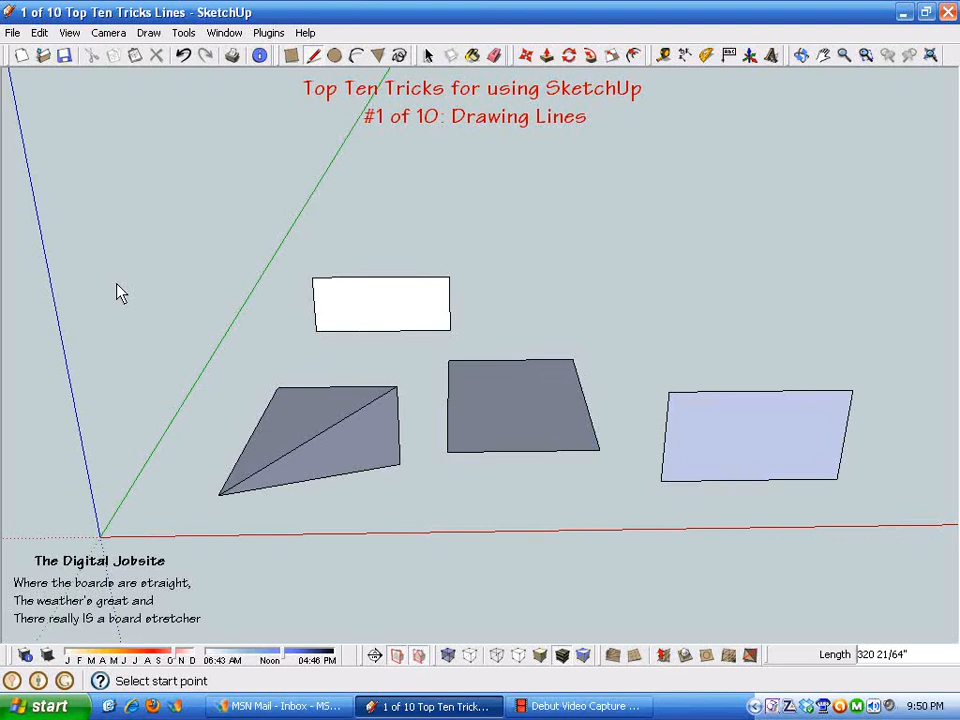 1 of 10 Top Ten Tricks Lines - SketchUp
File Edit View Camera Draw Tools Window Plugins Help
Top Ten Tricks for using SketchUp
#1 of 10: Drawing Lines
The Digital Jobsite
Where the boards are straight,
The weather's great and
There really IS a board stretcher
J F M A M J J A S O N D 06:43 AM Noon 04:46 PM Length 320 21/64"
Select start point
start MSN Mail - Inbox - MS... 1 of 10 Top Ten Tric... Debut Video Capture ... 9:50 PM